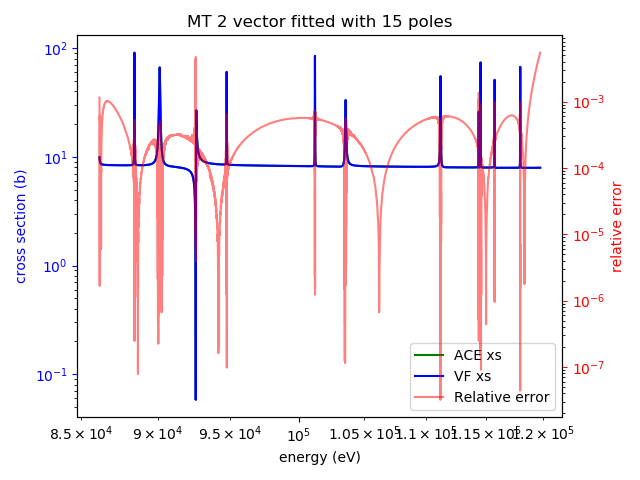 MT 2 vector fitted with 15 poles
10²
10¹
10⁰
10⁻¹
cross section (b)
10⁻³
10⁻⁴
10⁻⁵
10⁻⁶
10⁻⁷
relative error
ACE xs
VF xs
Relative error
8.5 × 10⁴ 9 × 10⁴ 9.5 × 10⁴ 10⁵ 1.05 × 10⁵ 1.1 × 10⁵ 1.15 × 10⁵ 1.2 × 10⁵
energy (eV)